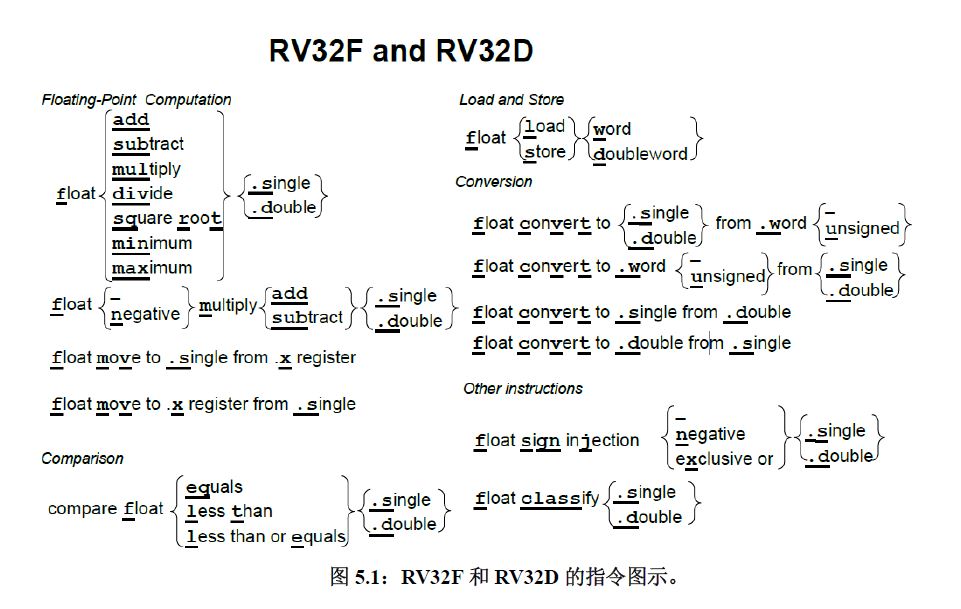 RV32F and RV32D
Floating-Point Computation
float { add subtract multiply divide square root minimum maximum } { .single .double }
float { _ negative } multiply { add subtract } { .single .double }
float move to .single from .x register
float move to .x register from .single
Comparison
compare float { equals less than less than or equals } { .single .double }
Load and Store
float { load store } { word doubleword }
Conversion
float convert to { .single .double } from .word { _ unsigned }
float convert to .word { _ unsigned } from { .single .double }
float convert to .single from .double
float convert to .double from .single
Other instructions
float sign injection { _ negative exclusive or } { .single .double }
float classify { .single .double }
图 5.1：RV32F 和 RV32D 的指令图示。